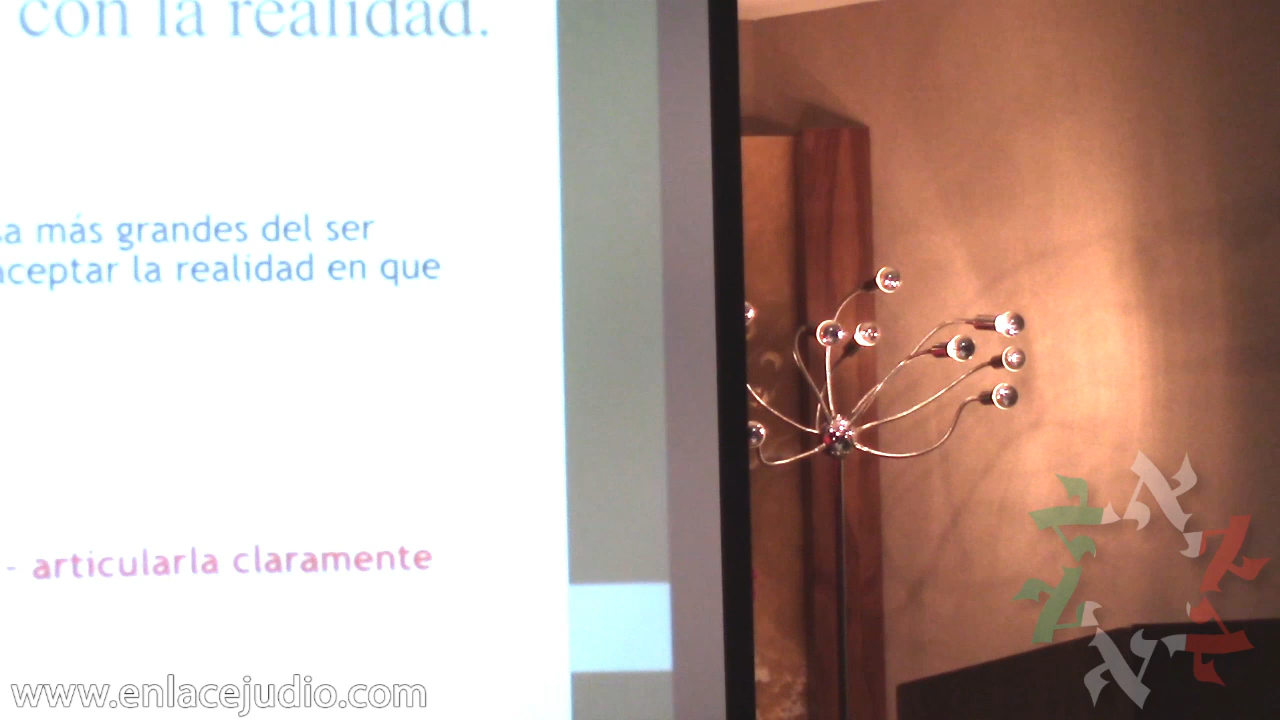 con la realidad.
más grandes del ser
aceptar la realidad en que
- articularla claramente
www.enlacejudio.com